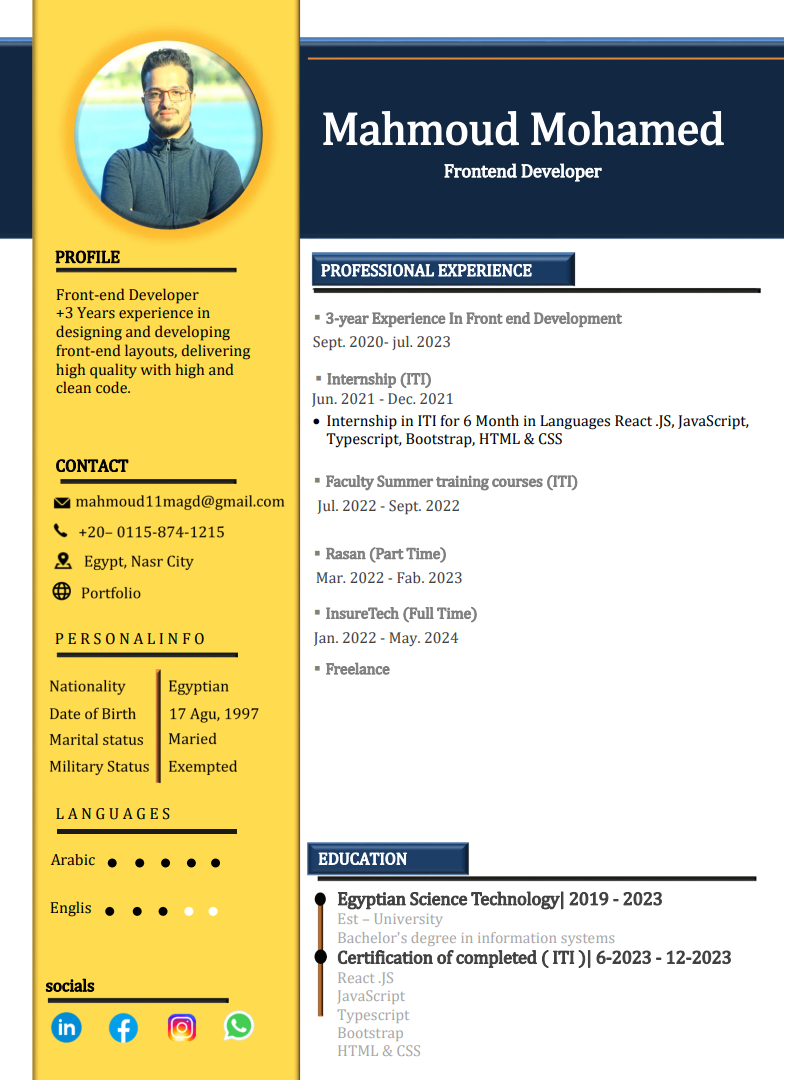 Mahmoud Mohamed
Frontend Developer
PROFILE
Front-end Developer
+3 Years experience in
designing and developing
front-end layouts, delivering
high quality with high and
clean code.
CONTACT
mahmoud11magd@gmail.com
+20– 0115-874-1215
Egypt, Nasr City
Portfolio
PERSONALINFO
Nationality Egyptian
Date of Birth 17 Agu, 1997
Marital status Maried
Military Status Exempted
LANGUAGES
Arabic
Englis
socials
in
PROFESSIONAL EXPERIENCE
▪ 3-year Experience In Front end Development
Sept. 2020- jul. 2023
▪ Internship (ITI)
Jun. 2021 - Dec. 2021
• Internship in ITI for 6 Month in Languages React .JS, JavaScript,
Typescript, Bootstrap, HTML & CSS
▪ Faculty Summer training courses (ITI)
Jul. 2022 - Sept. 2022
▪ Rasan (Part Time)
Mar. 2022 - Fab. 2023
▪ InsureTech (Full Time)
Jan. 2022 - May. 2024
▪ Freelance
EDUCATION
Egyptian Science Technology| 2019 - 2023
Est – University
Bachelor's degree in information systems
Certification of completed ( ITI )| 6-2023 - 12-2023
React .JS
JavaScript
Typescript
Bootstrap
HTML & CSS